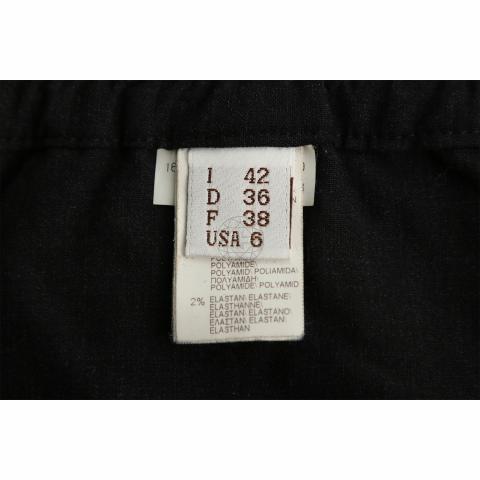 I 42
D 36
F 38
USA 6
POLYAMIDE\
POLYAMID\ POLIAMIDA\
ΠΟΛΥΑΜΙΔΗ\
POLYAMIDE\ POLYAMID
2% ELASTAN\ ELASTANE\
ELASTHANNE\
ELASTAN\ ELASTANO\
ΕΛΑΣΤΑΝ\ ELASTAN\
ELASTHAN